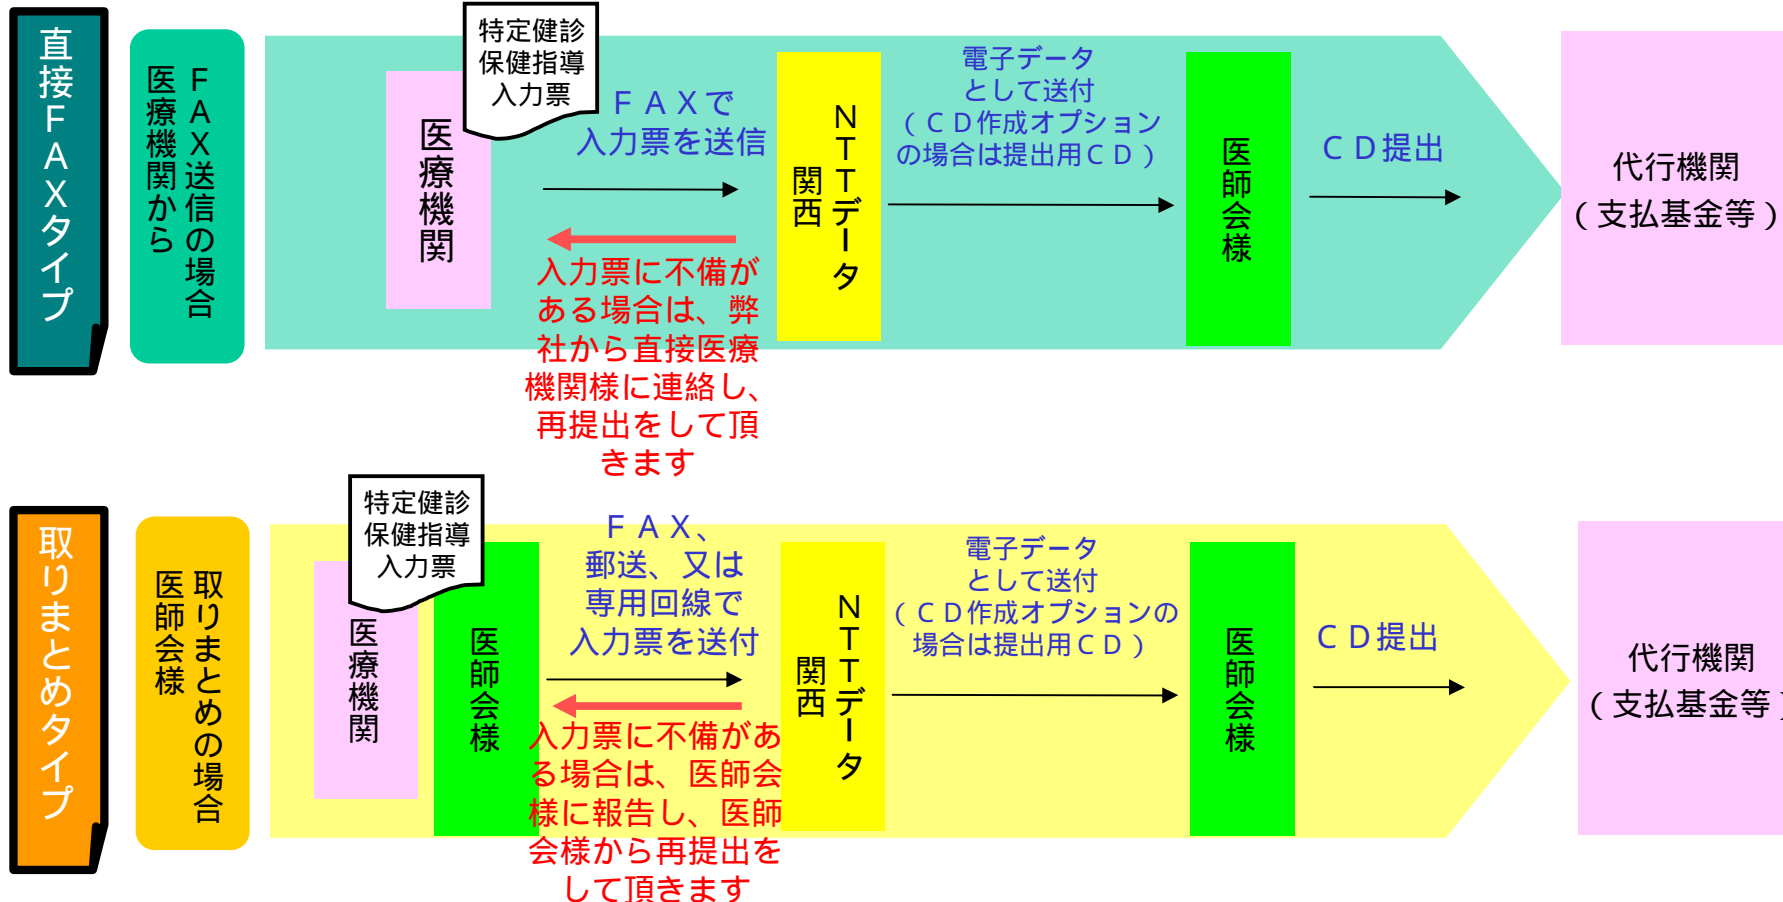 直接ＦＡＸタイプ
ＦＡＸ送信の場合
医療機関から
特定健診
保健指導
入力票
医療機関
ＦＡＸで
入力票を送信
入力票に不備が
ある場合は、弊
社から直接医療
機関様に連絡し、
再提出をして頂
きます
ＮＴＴデータ
関西
電子データ
として送付
（ＣＤ作成オプション
の場合は提出用ＣＤ）
医師会様
ＣＤ提出
代行機関
（支払基金等）
取りまとめタイプ
取りまとめの場合
医師会様
特定健診
保健指導
入力票
医療機関
医師会様
ＦＡＸ、
郵送、又は
専用回線で
入力票を送付
入力票に不備があ
る場合は、医師会
様に報告し、医師
会様から再提出を
して頂きます
ＮＴＴデータ
関西
電子データ
として送付
（ＣＤ作成オプションの
場合は提出用ＣＤ）
医師会様
ＣＤ提出
代行機関
（支払基金等）